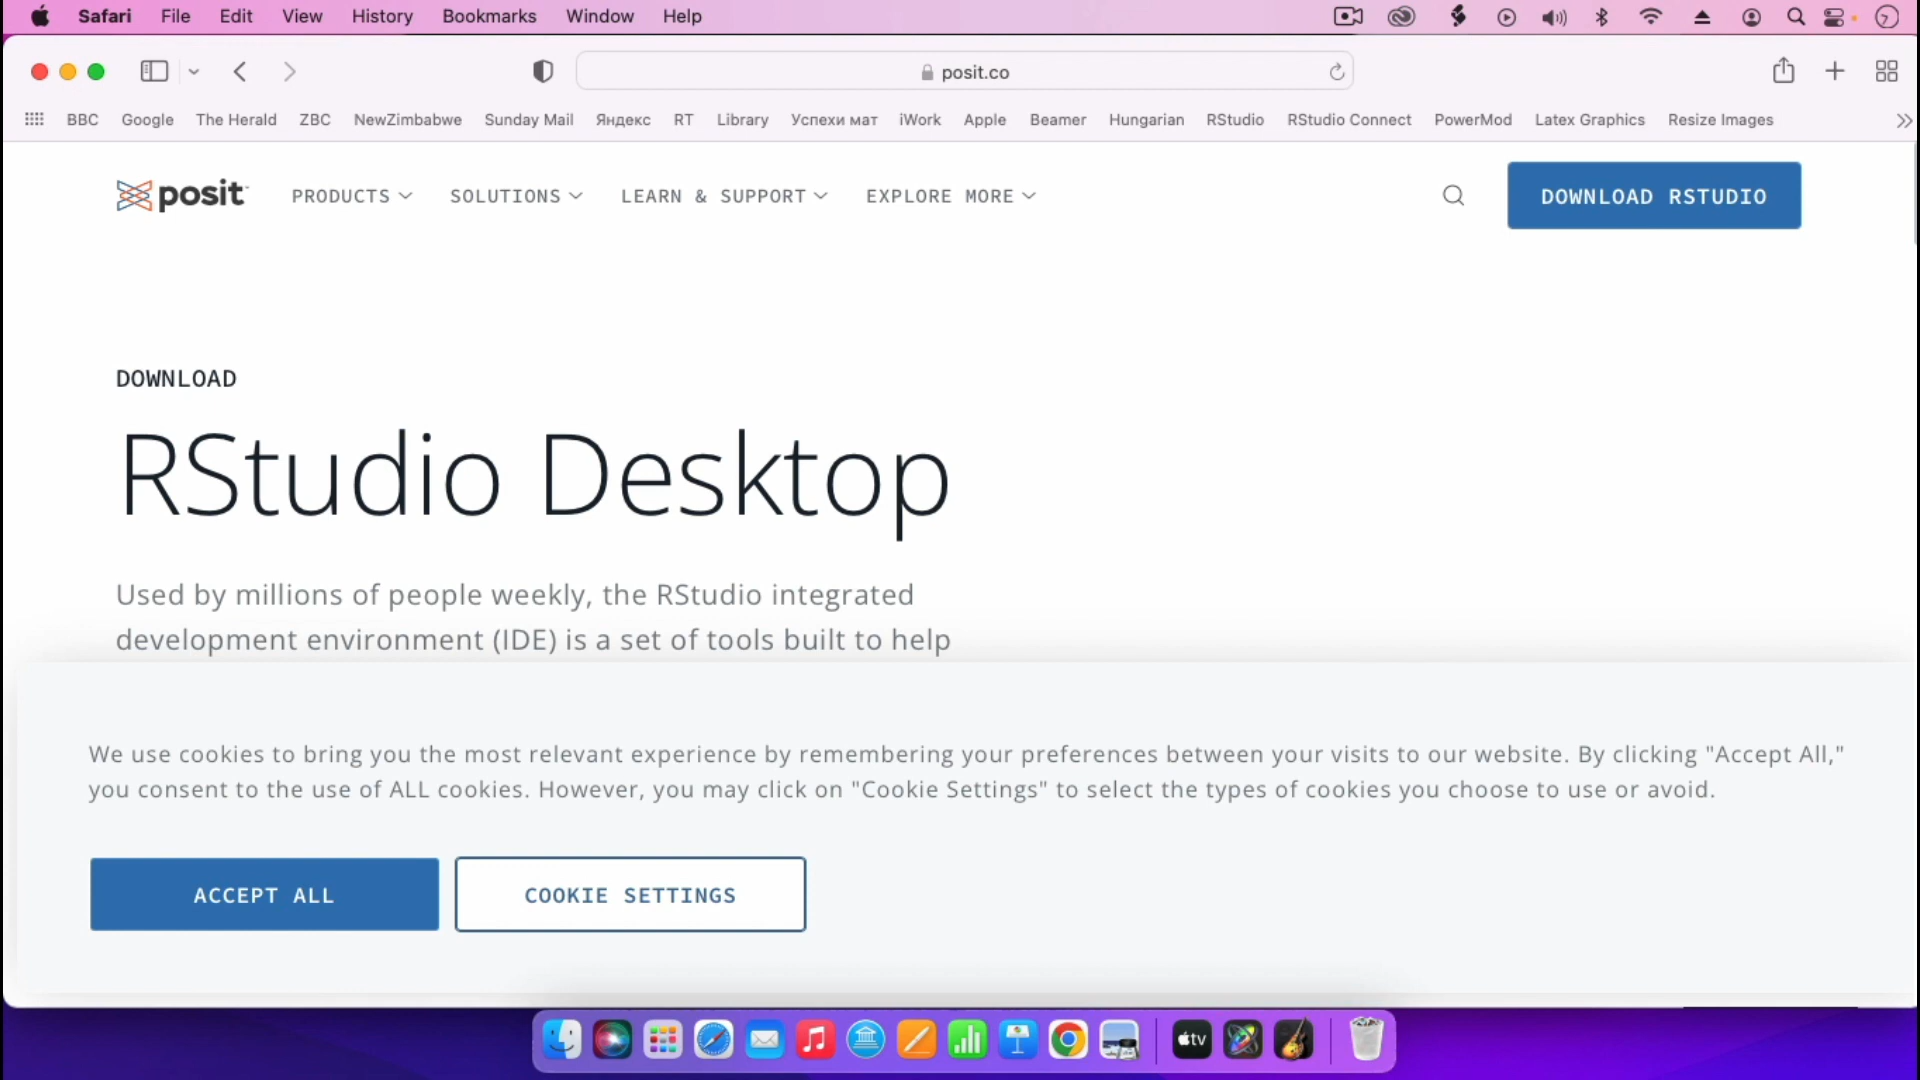 Safari File Edit View History Bookmarks Window Help
posit.co
BBC Google The Herald ZBC NewZimbabwe Sunday Mail Яндекс RT Library Успехи мат iWork Apple Beamer Hungarian RStudio RStudio Connect PowerMod Latex Graphics Resize Images
posit PRODUCTS SOLUTIONS LEARN & SUPPORT EXPLORE MORE DOWNLOAD RSTUDIO
DOWNLOAD
RStudio Desktop
Used by millions of people weekly, the RStudio integrated
development environment (IDE) is a set of tools built to help
We use cookies to bring you the most relevant experience by remembering your preferences between your visits to our website. By clicking "Accept All,"
you consent to the use of ALL cookies. However, you may click on "Cookie Settings" to select the types of cookies you choose to use or avoid.
ACCEPT ALL COOKIE SETTINGS
tv